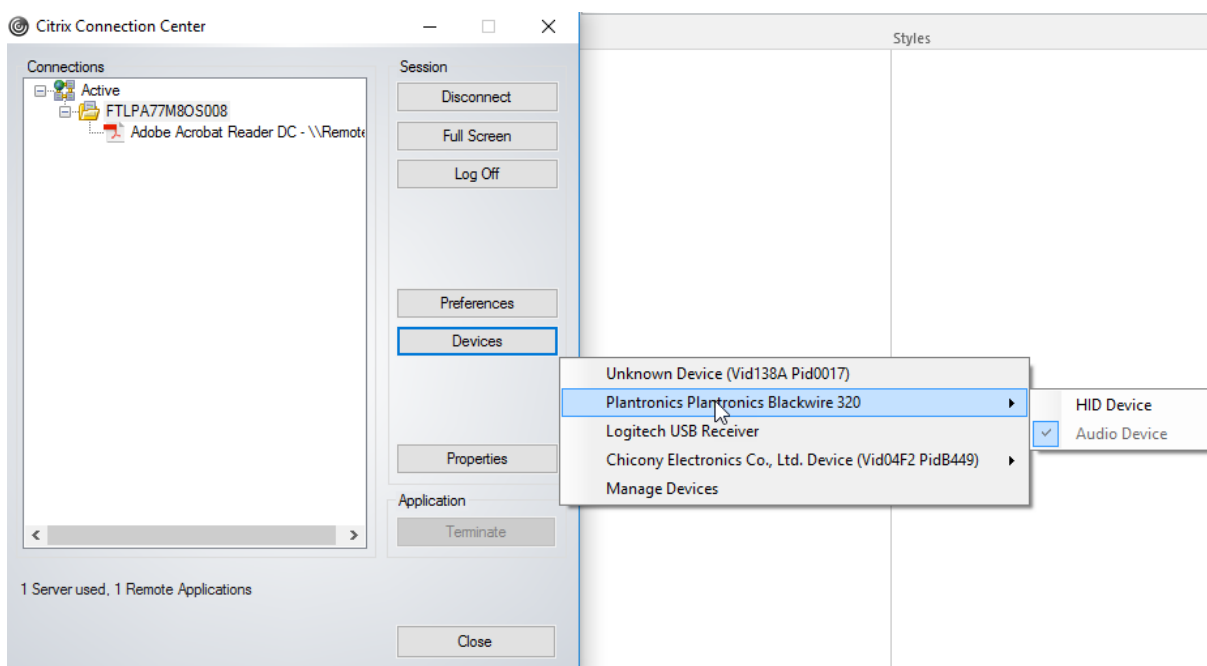 Citrix Connection Center
Styles
Connections
Active
FTLPA77M8OS008
Adobe Acrobat Reader DC - \\Remote
Session
Disconnect
Full Screen
Log Off
Preferences
Devices
Unknown Device (Vid138A Pid0017)
Plantronics Plantronics Blackwire 320
Logitech USB Receiver
Chicony Electronics Co., Ltd. Device (Vid04F2 PidB449)
Manage Devices
HID Device
Audio Device
Properties
Application
Terminate
1 Server used, 1 Remote Applications
Close